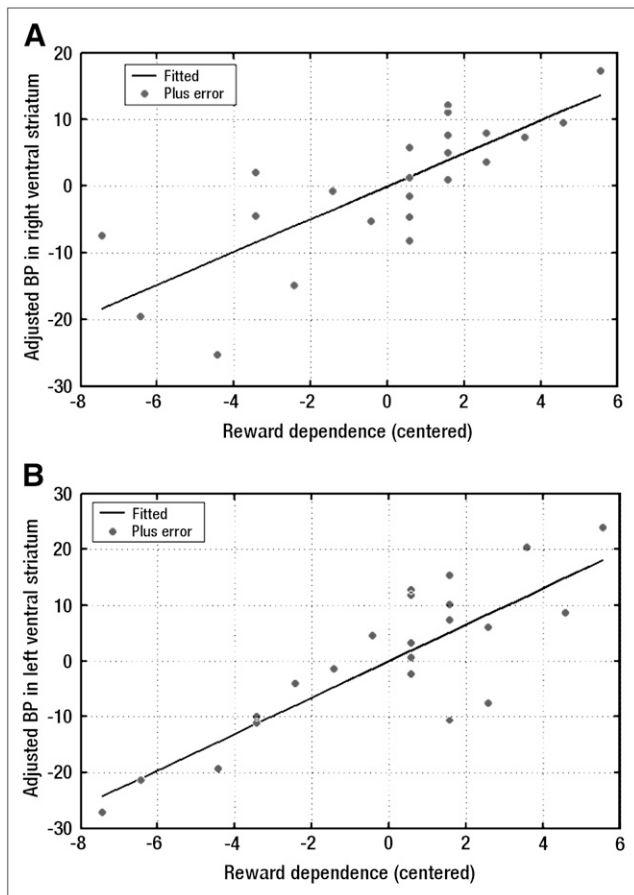 A
20
10
0
-10
-20
-30
Adjusted BP in right ventral striatum
Fitted
Plus error
-8 -6 -4 -2 0 2 4 6
Reward dependence (centered)
B
30
20
10
0
-10
-20
-30
Adjusted BP in left ventral striatum
Fitted
Plus error
-8 -6 -4 -2 0 2 4 6
Reward dependence (centered)